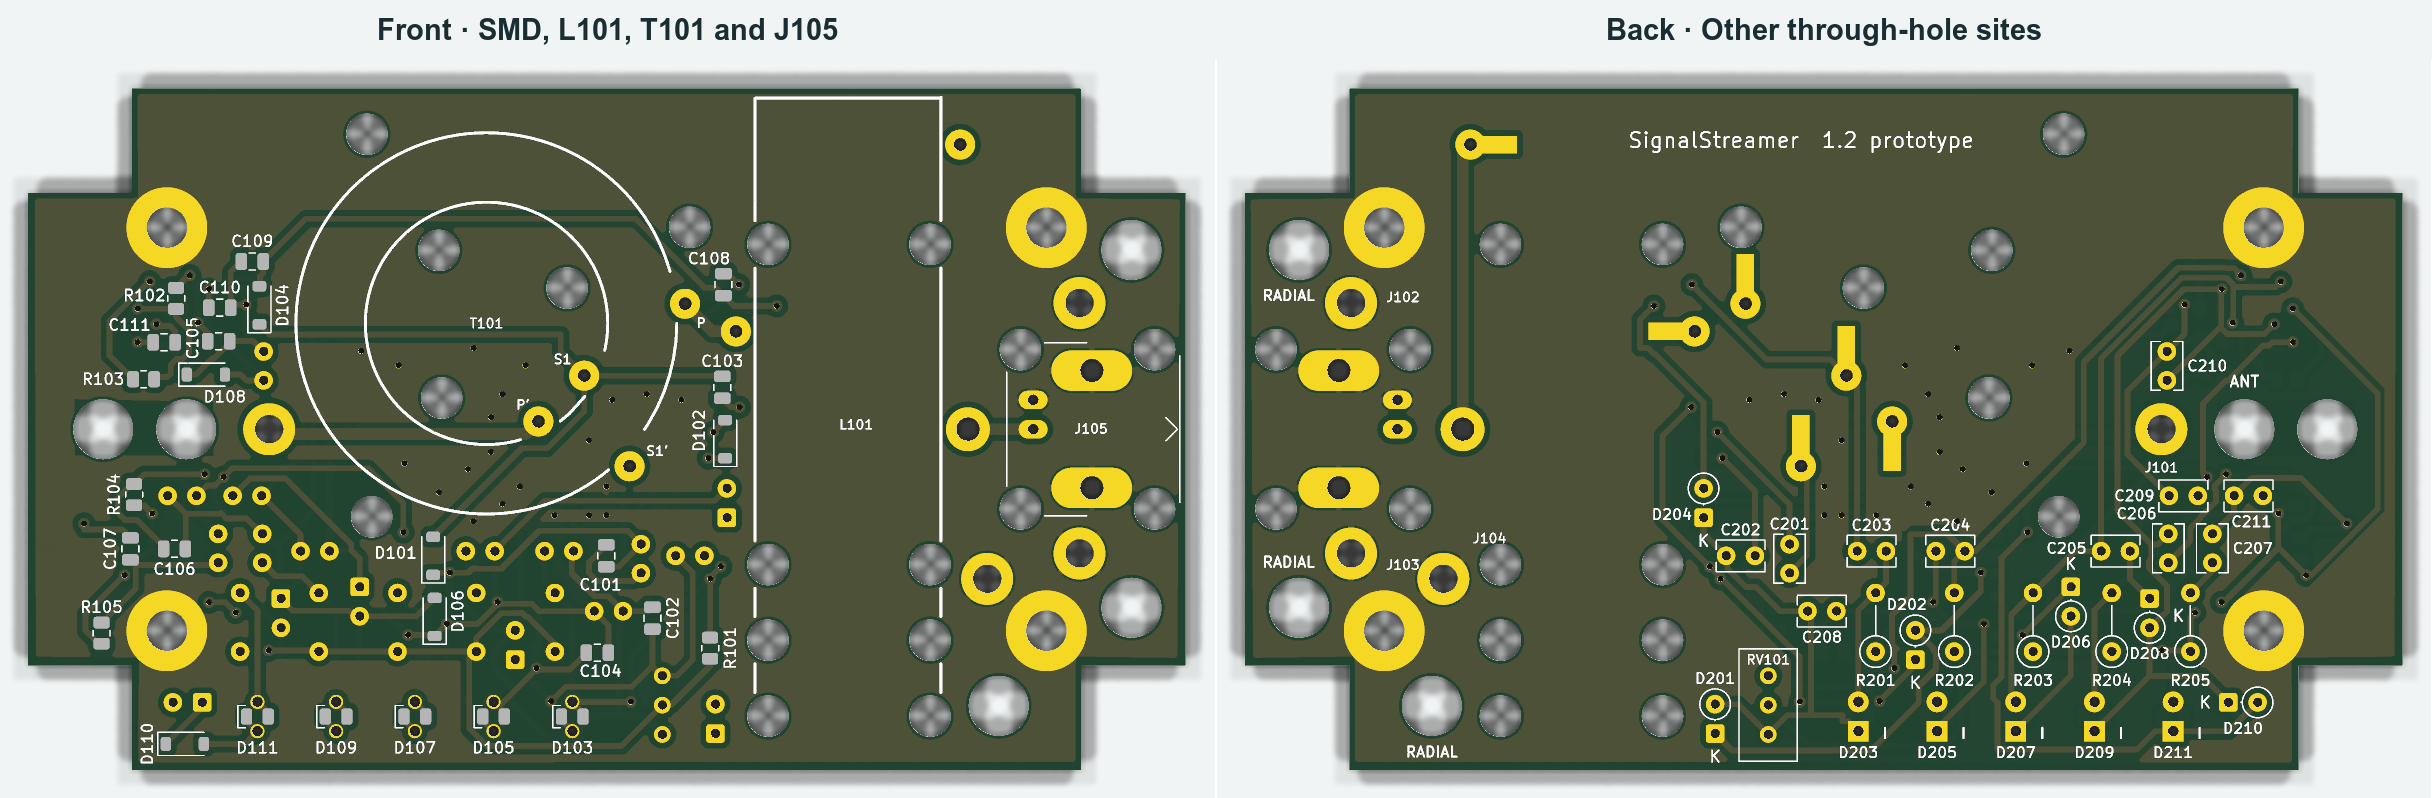 Front · SMD, L101, T101 and J105
C109
C108
R102
C110
D104
C111
C105
T101
P
S1
C103
R103
D108
P'
D102
L101
J105
S1'
R104
C107
C106
D101
C101
D106
C102
R105
C104
R101
D110
D111
D109
D107
D105
D103
Back · Other through-hole sites
SignalStreamer 1.2 prototype
RADIAL
J102
C210
ANT
J101
D204
K
C202
C201
C203
C204
C209
C206
C211
C205
C207
J104
RADIAL
J103
K
C208
D202
D206
D208
K
RV101
D201
K
R201
K
R202
R203
R204
R205
K
D210
RADIAL
D203
D205
D207
D209
D211